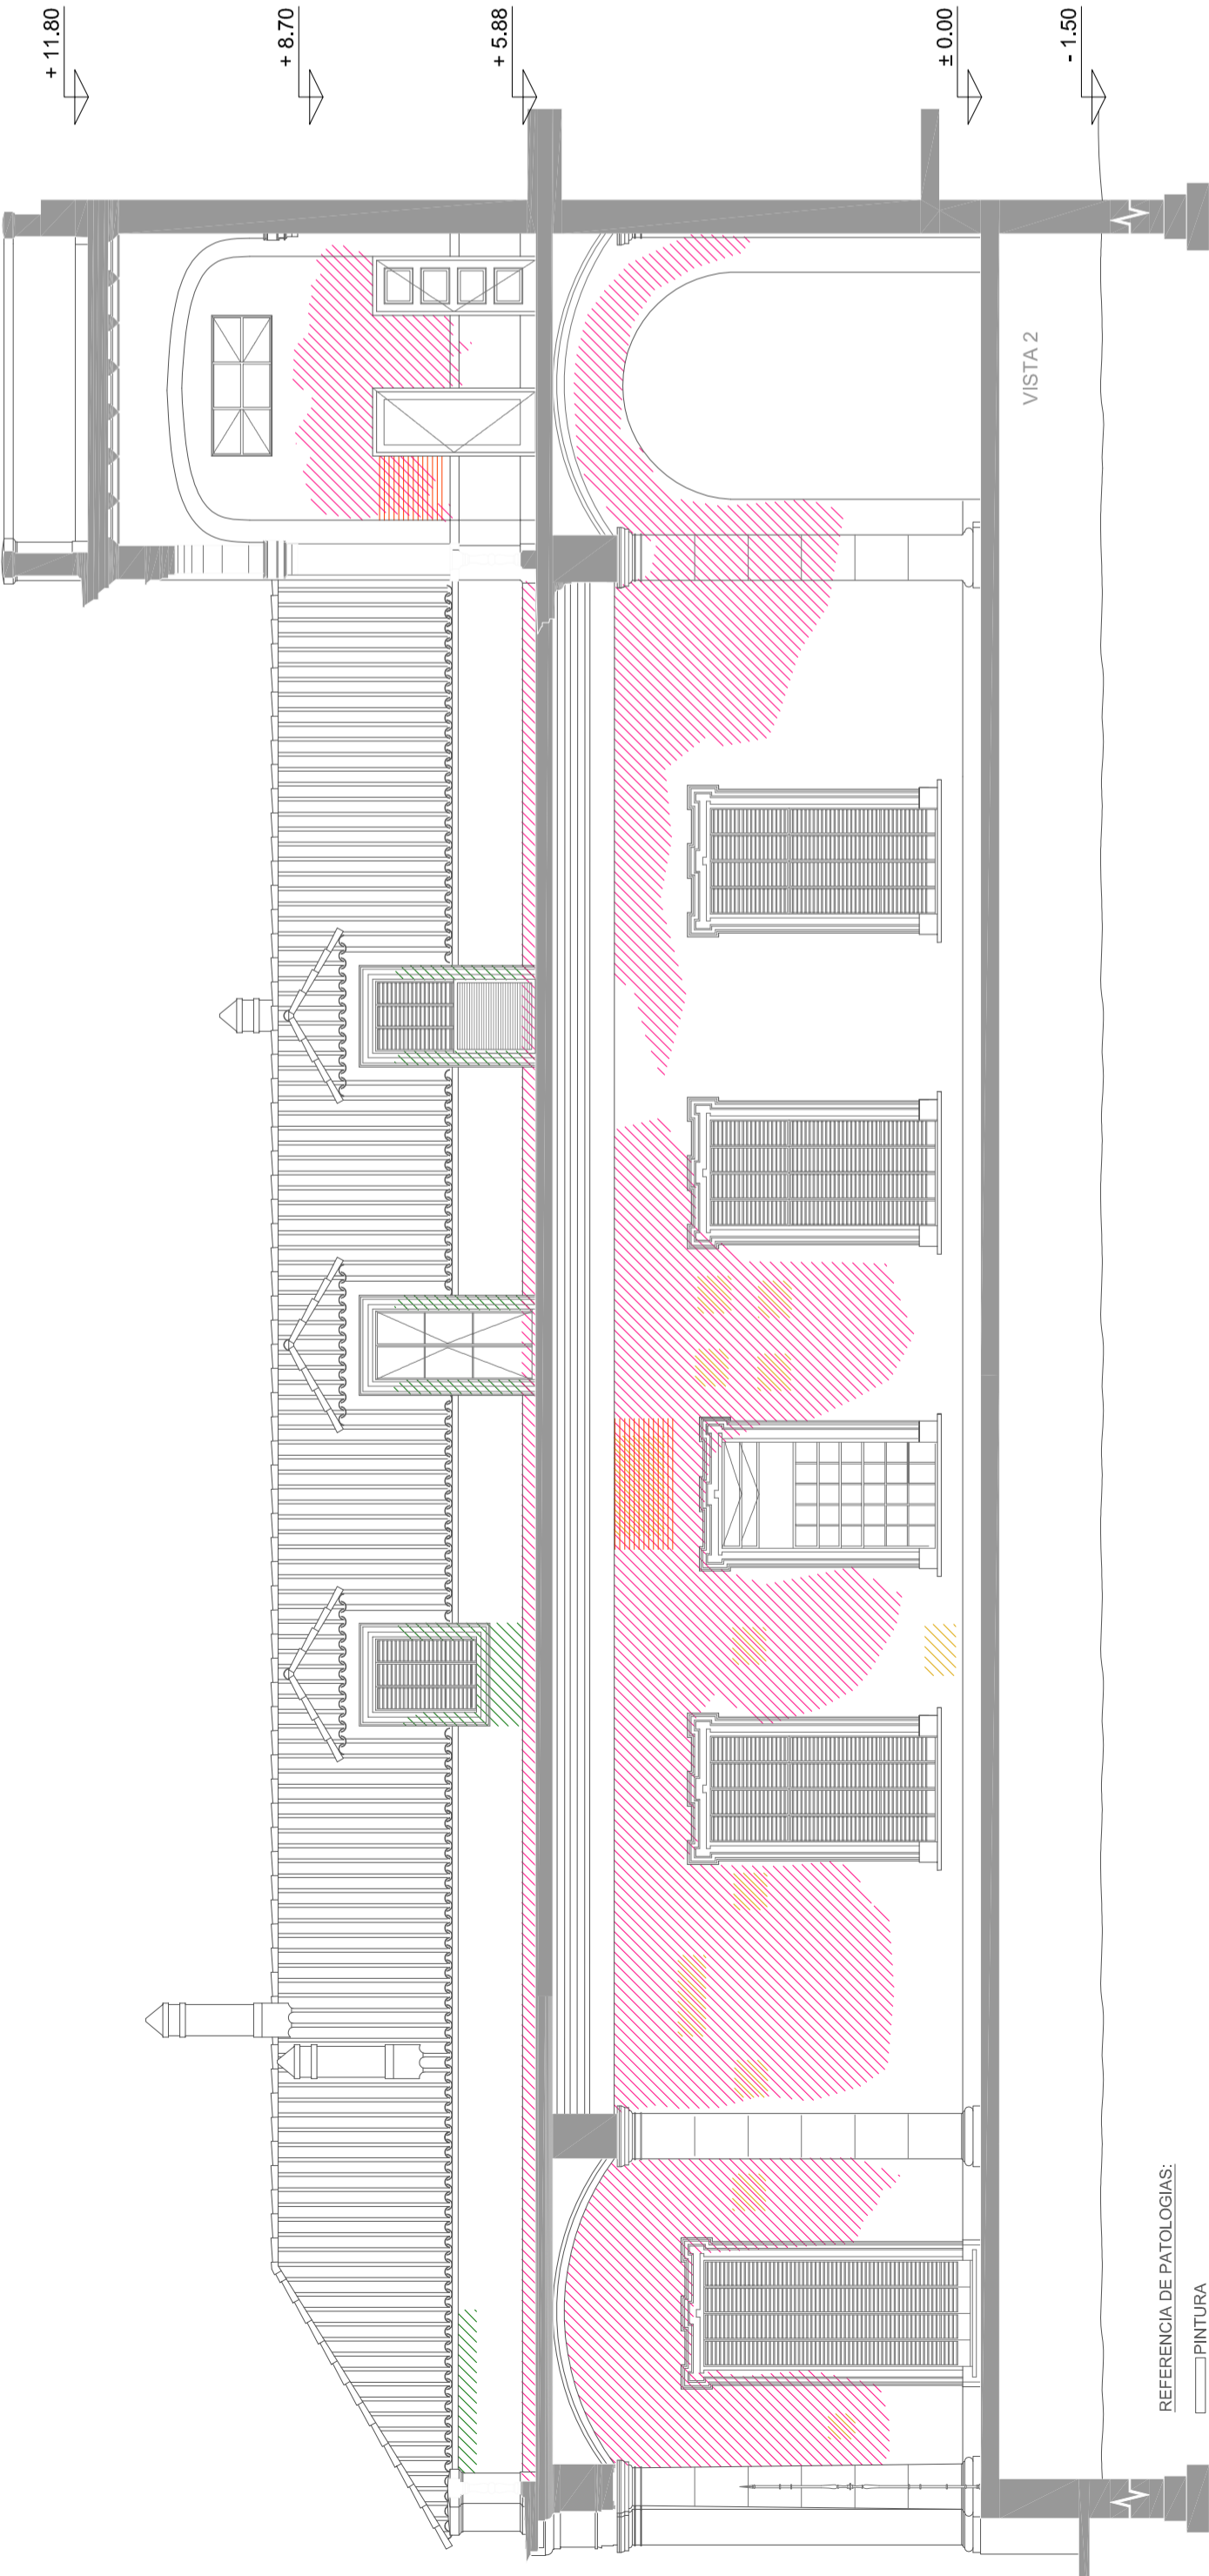 + 11.80
+ 8.70
+ 5.88
± 0.00
- 1.50
VISTA 2
REFERENCIA DE PATOLOGIAS:
PINTURA